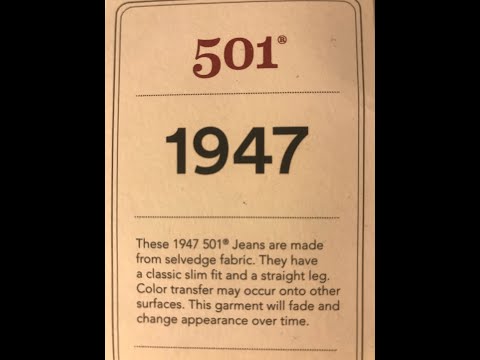 501®
1947
These 1947 501® Jeans are made
from selvedge fabric. They have
a classic slim fit and a straight leg.
Color transfer may occur onto other
surfaces. This garment will fade and
change appearance over time.